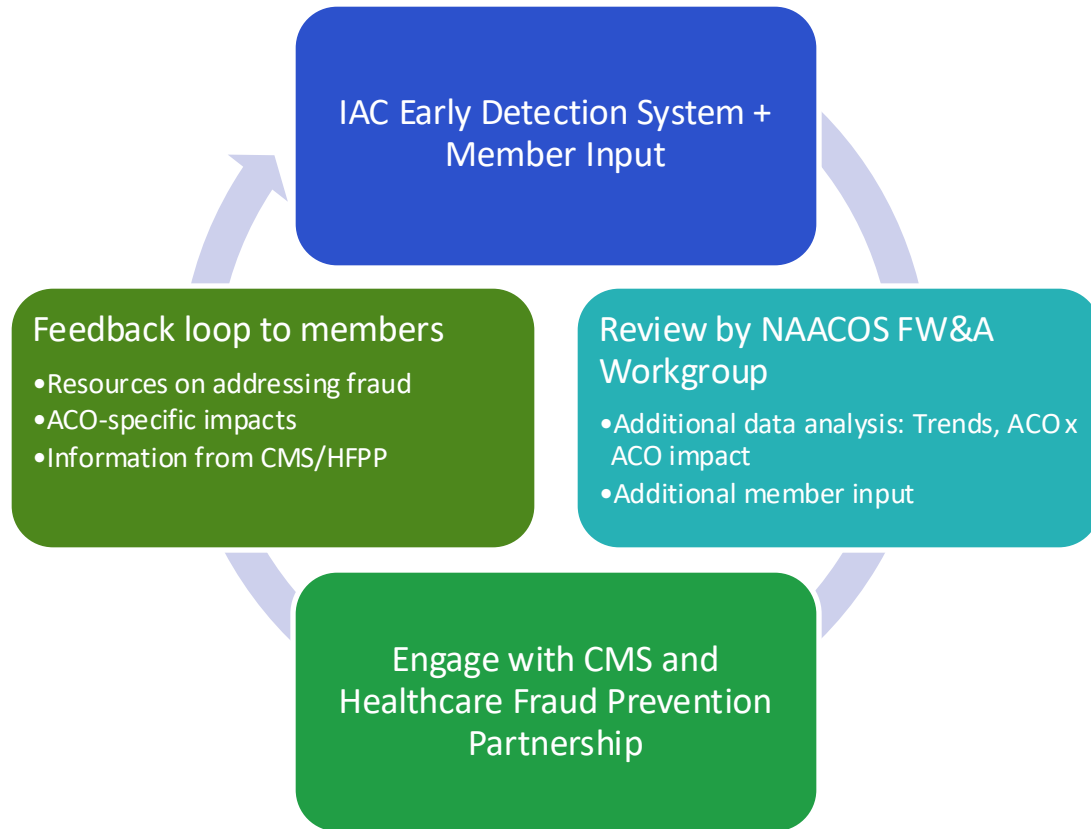 IAC Early Detection System +
Member Input
Review by NAACOS FW&A
Workgroup
•Additional data analysis: Trends, ACO x
ACO impact
•Additional member input
Engage with CMS and
Healthcare Fraud Prevention
Partnership
Feedback loop to members
•Resources on addressing fraud
•ACO-specific impacts
•Information from CMS/HFPP